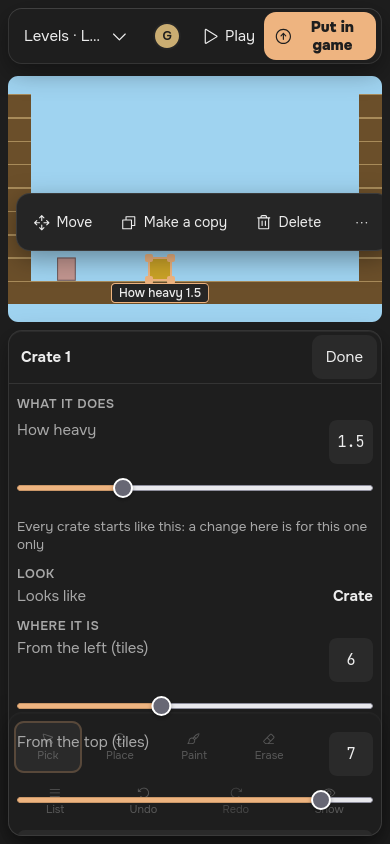 Levels · L...
G
Play
Put in game
Move
Make a copy
Delete
...
How heavy 1.5
Crate 1
Done
WHAT IT DOES
How heavy
1.5
Every crate starts like this: a change here is for this one
only
LOOK
Looks like
Crate
WHERE IT IS
From the left (tiles)
6
From the top (tiles)
7
Pick
Place
Paint
Erase
List
Undo
Redo
Show